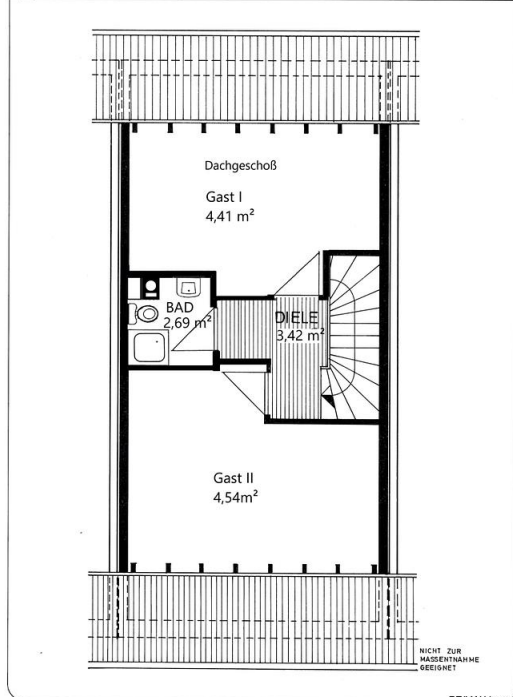 Dachgeschoß
Gast I
4,41 m²
BAD
2,69 m²
DIELE
3,42 m²
Gast II
4,54m²
NICHT ZUR
MASSENTNAHME
GEEIGNET